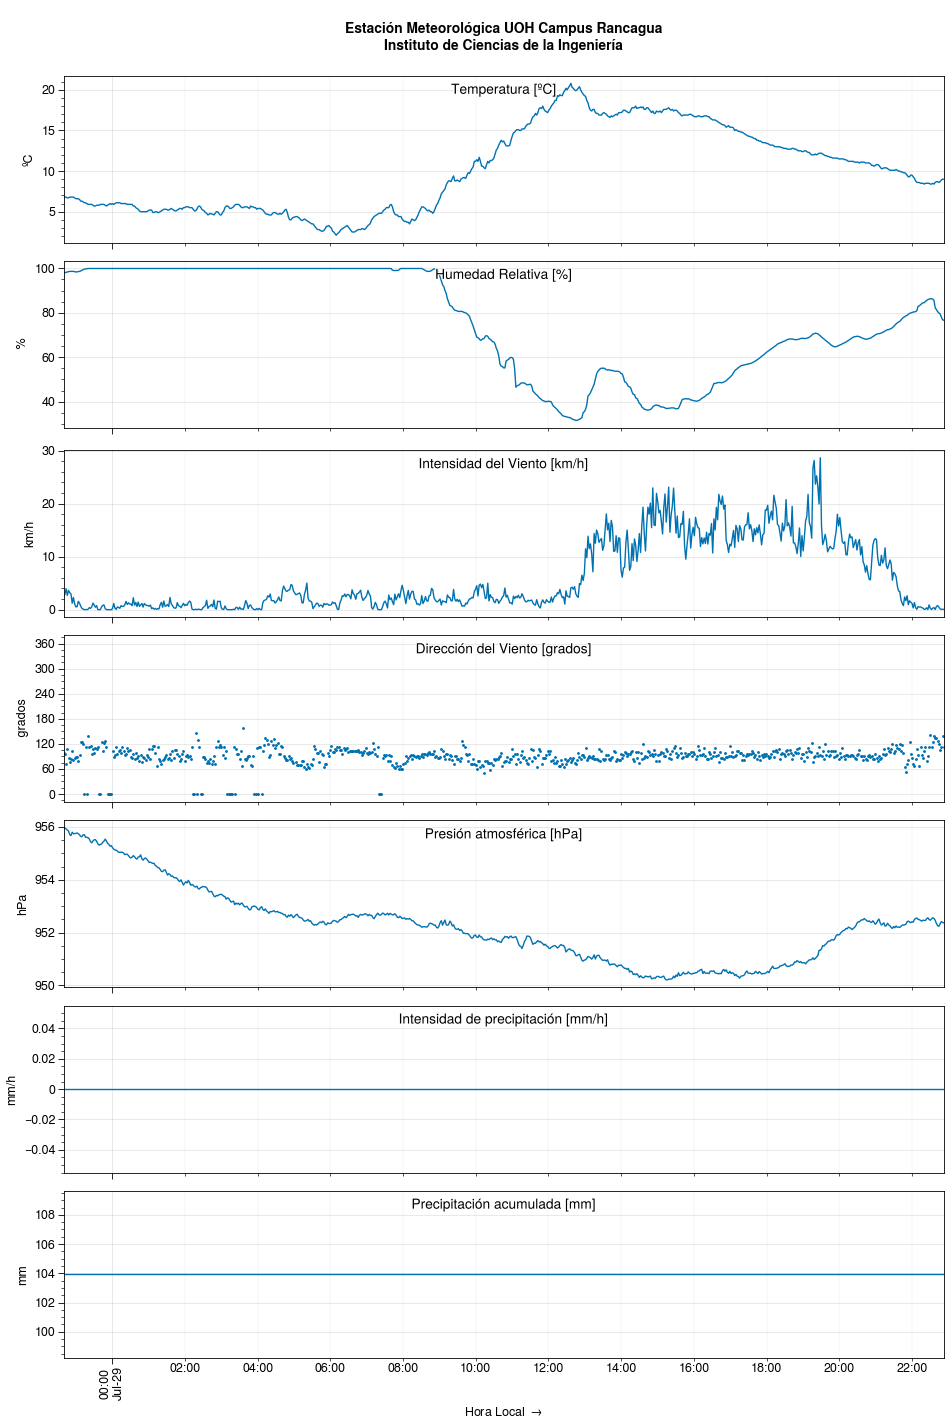 Estación Meteorológica UOH Campus Rancagua
Instituto de Ciencias de la Ingeniería
Temperatura [ºC]
ºC
20
15
10
5
Humedad Relativa [%]
%
100
80
60
40
Intensidad del Viento [km/h]
km/h
30
20
10
0
Dirección del Viento [grados]
grados
360
300
240
180
120
60
0
Presión atmosférica [hPa]
hPa
956
954
952
950
Intensidad de precipitación [mm/h]
mm/h
0.04
0.02
0
−0.02
−0.04
Precipitación acumulada [mm]
mm
108
106
104
102
100
00:00
Jul-29
02:00
04:00
06:00
08:00
10:00
12:00
14:00
16:00
18:00
20:00
22:00
Hora Local →